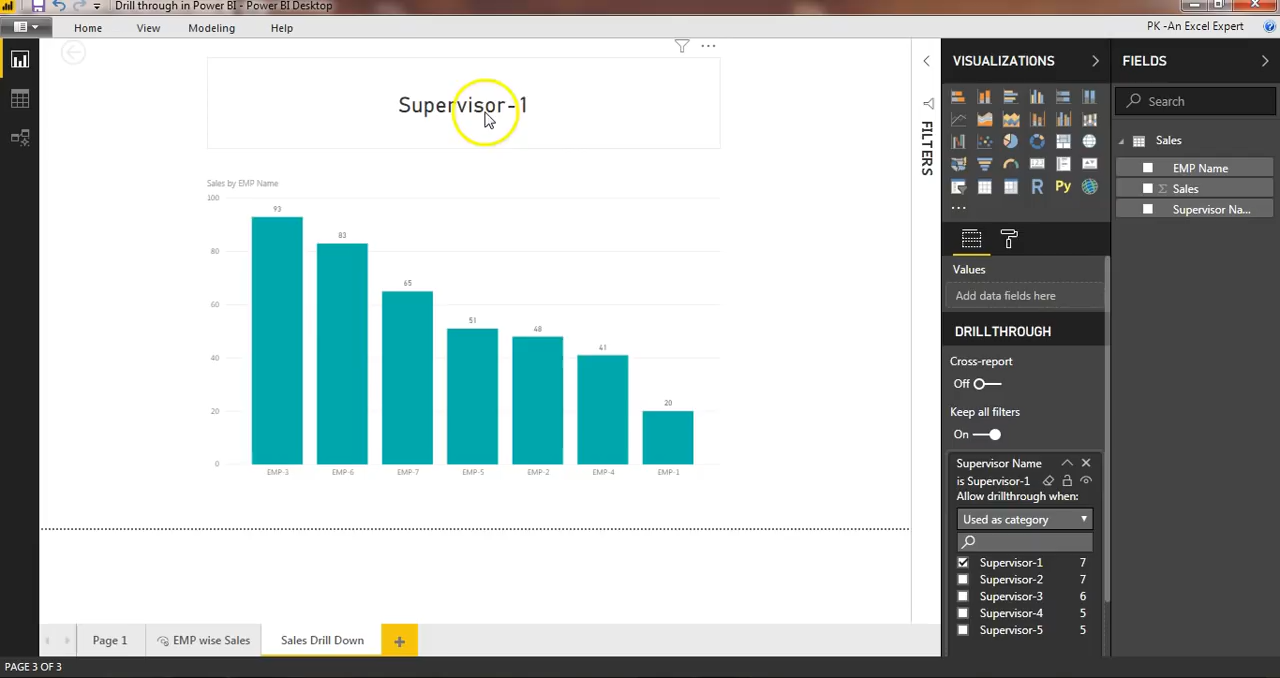 Drill through in Power BI - Power BI Desktop
Home View Modeling Help
PK -An Excel Expert
Supervisor-1
Sales by EMP Name
100
80
60
40
20
0
93
83
65
51
48
41
20
EMP-3 EMP-6 EMP-7 EMP-5 EMP-2 EMP-4 EMP-1
FILTERS
VISUALIZATIONS
R Py
Values
Add data fields here
DRILLTHROUGH
Cross-report
Off
Keep all filters
On
Supervisor Name
is Supervisor-1
Allow drillthrough when:
Used as category
Supervisor-1 7
Supervisor-2 7
Supervisor-3 6
Supervisor-4 5
Supervisor-5 5
FIELDS
Search
Sales
EMP Name
Σ Sales
Supervisor Na...
Page 1 EMP wise Sales Sales Drill Down +
PAGE 3 OF 3